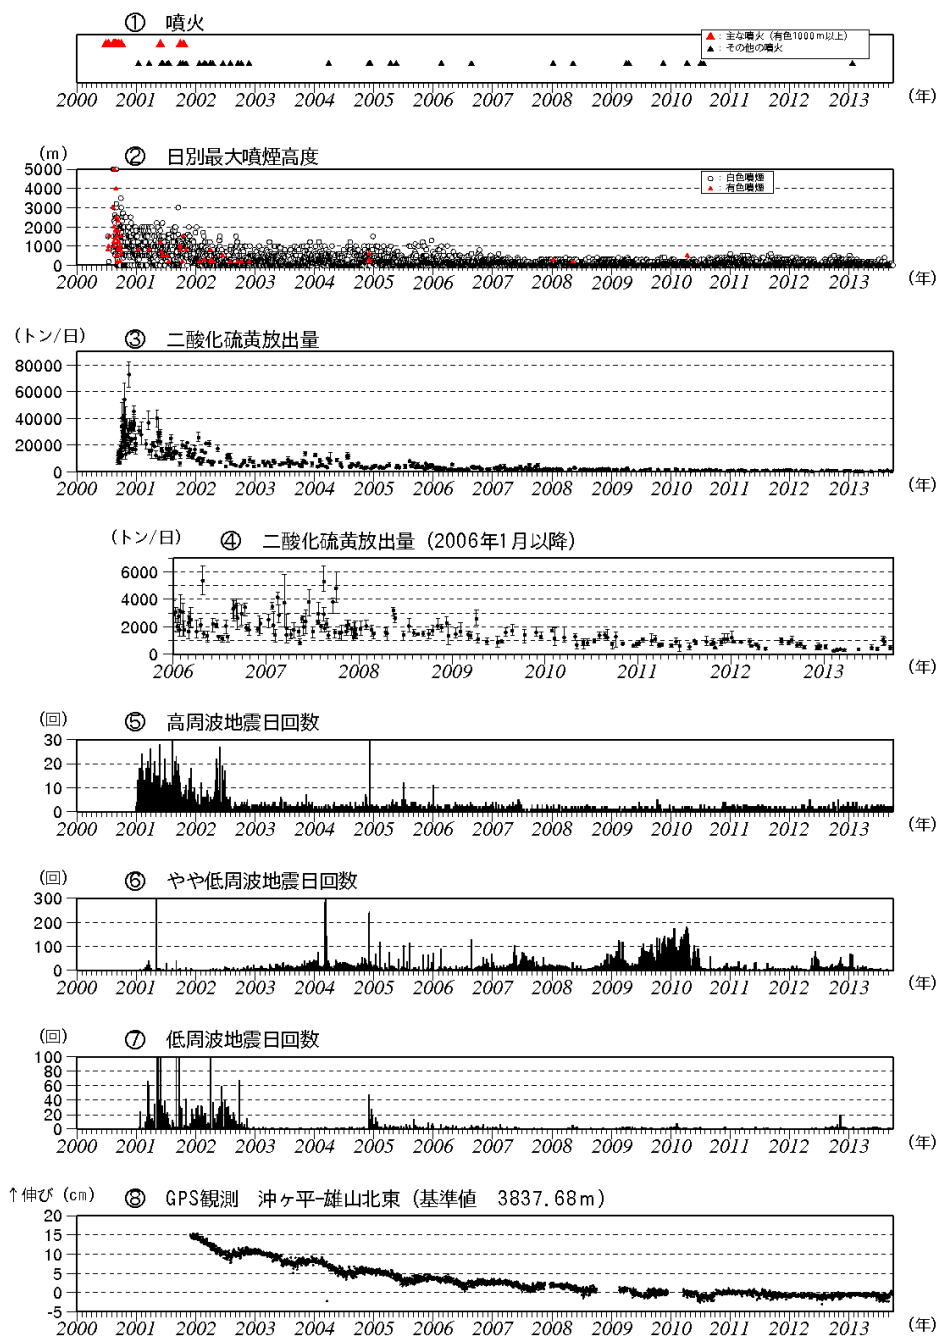 ① 噴火
▲：主な噴火（有色1000m以上）
▲：その他の噴火
2000 2001 2002 2003 2004 2005 2006 2007 2008 2009 2010 2011 2012 2013 (年)
(m) ② 日別最大噴煙高度
○：白色噴煙
▲：有色噴煙
5000
4000
3000
2000
1000
0
2000 2001 2002 2003 2004 2005 2006 2007 2008 2009 2010 2011 2012 2013 (年)
(トン/日) ③ 二酸化硫黄放出量
80000
60000
40000
20000
0
2000 2001 2002 2003 2004 2005 2006 2007 2008 2009 2010 2011 2012 2013 (年)
(トン/日) ④ 二酸化硫黄放出量（2006年1月以降）
6000
4000
2000
0
2006 2007 2008 2009 2010 2011 2012 2013 (年)
(回) ⑤ 高周波地震日回数
30
20
10
0
2000 2001 2002 2003 2004 2005 2006 2007 2008 2009 2010 2011 2012 2013 (年)
(回) ⑥ やや低周波地震日回数
300
200
100
0
2000 2001 2002 2003 2004 2005 2006 2007 2008 2009 2010 2011 2012 2013 (年)
(回) ⑦ 低周波地震日回数
100
80
60
40
20
0
2000 2001 2002 2003 2004 2005 2006 2007 2008 2009 2010 2011 2012 2013 (年)
↑伸び (cm) ⑧ GPS観測 沖ヶ平-雄山北東（基準値 3837.68m）
20
15
10
5
0
-5
2000 2001 2002 2003 2004 2005 2006 2007 2008 2009 2010 2011 2012 2013 (年)